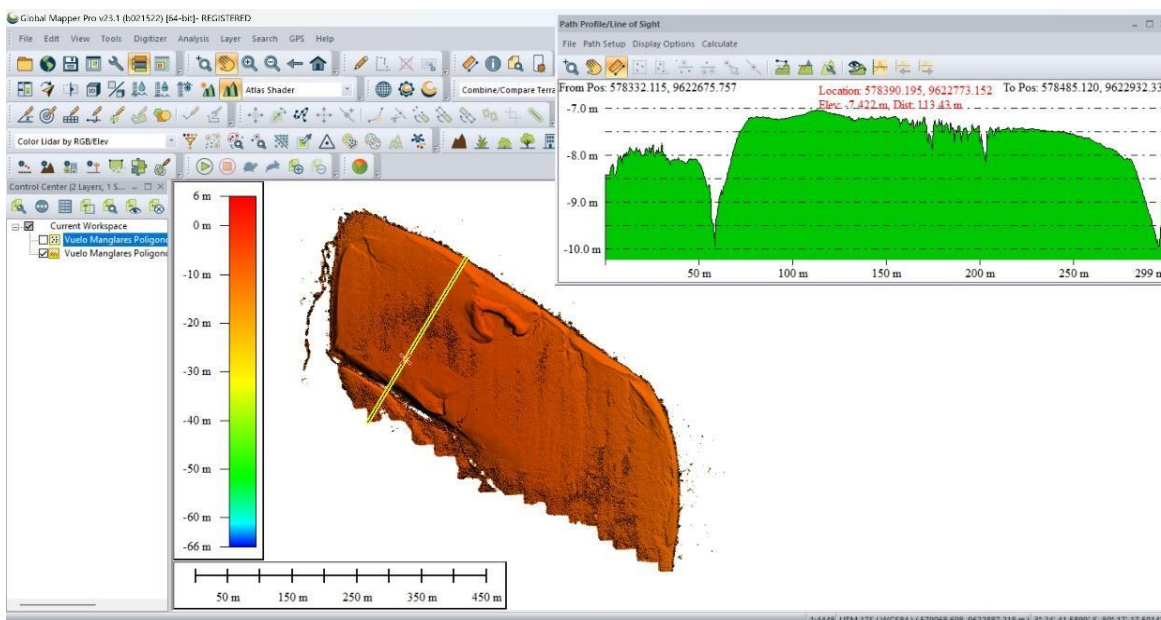 Global Mapper Pro v23.1 (b021522) [64-bit]- REGISTERED
File Edit View Tools Digitizer Analysis Layer Search GPS Help
Atlas Shader
Combine/Compare Terra
Color Lidar by RGB/Elev
Control Center (2 Layers, 1 S...
Current Workspace
Vuelo Manglares Poligono
Vuelo Manglares Poligono
6 m
0 m
-10 m
-20 m
-30 m
-40 m
-50 m
-60 m
-66 m
50 m 150 m 250 m 350 m 450 m
Path Profile/Line of Sight
File Path Setup Display Options Calculate
From Pos: 578332.115, 9622675.757
Location: 578390.195, 9622773.152
To Pos: 578485.120, 9622932.33
Elev: -7.422 m, Dist: 113.43 m
-7.0 m
-8.0 m
-9.0 m
-10.0 m
50 m 100 m 150 m 200 m 250 m 299 m